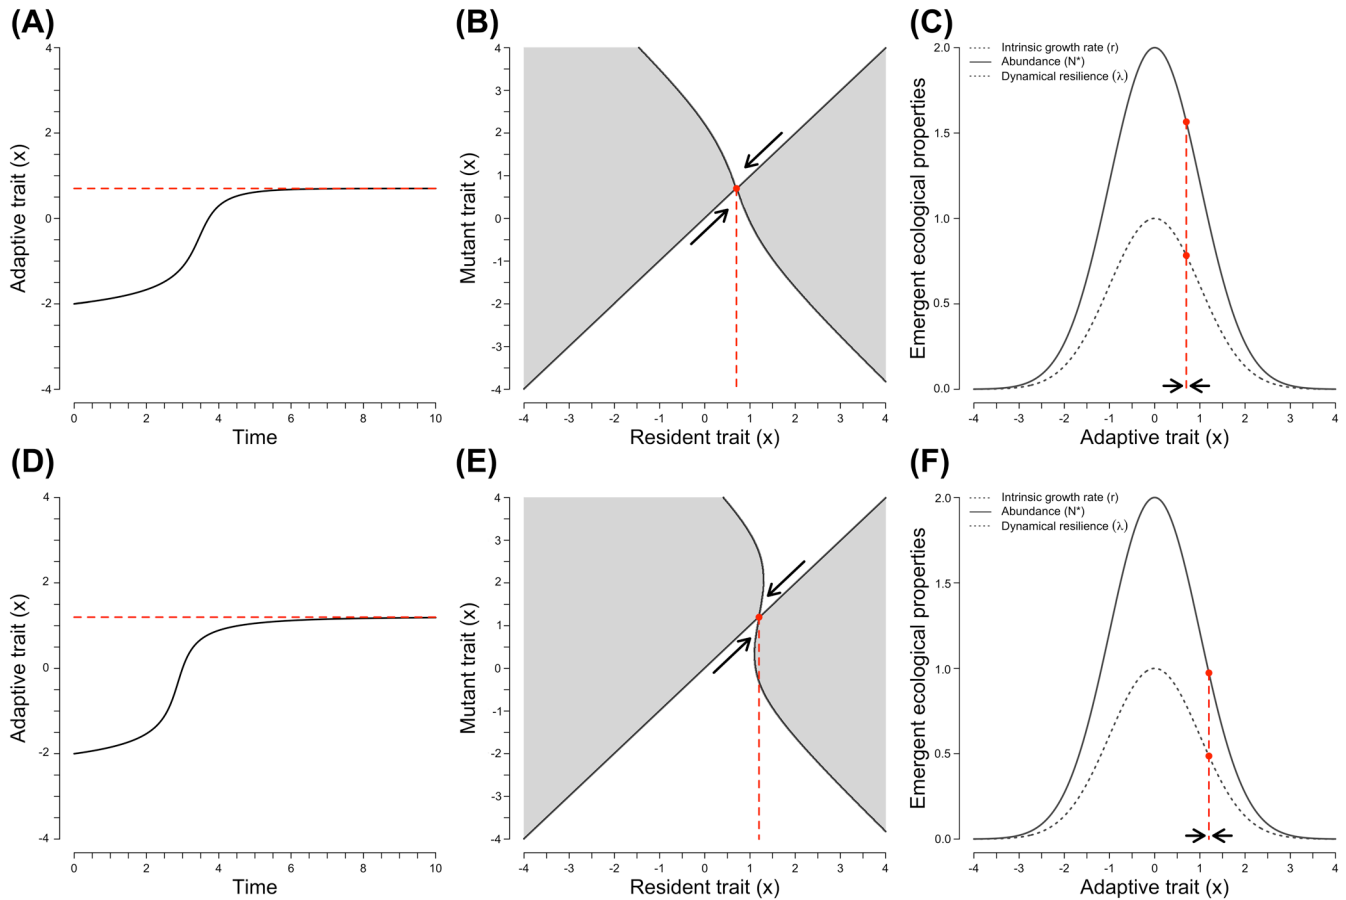 (A)
4
2
0
-2
-4
Adaptive trait (x)
0 2 4 6 8 10
Time
(B)
4
3
2
1
0
-1
-2
-3
-4
Mutant trait (x)
-4 -3 -2 -1 0 1 2 3 4
Resident trait (x)
(C)
2.0
1.5
1.0
0.5
0.0
Emergent ecological properties
Intrinsic growth rate (r)
Abundance (N*)
Dynamical resilience (λ)
-4 -3 -2 -1 0 1 2 3 4
Adaptive trait (x)
(D)
4
2
0
-2
-4
Adaptive trait (x)
0 2 4 6 8 10
Time
(E)
4
3
2
1
0
-1
-2
-3
-4
Mutant trait (x)
-4 -3 -2 -1 0 1 2 3 4
Resident trait (x)
(F)
2.0
1.5
1.0
0.5
0.0
Emergent ecological properties
Intrinsic growth rate (r)
Abundance (N*)
Dynamical resilience (λ)
-4 -3 -2 -1 0 1 2 3 4
Adaptive trait (x)